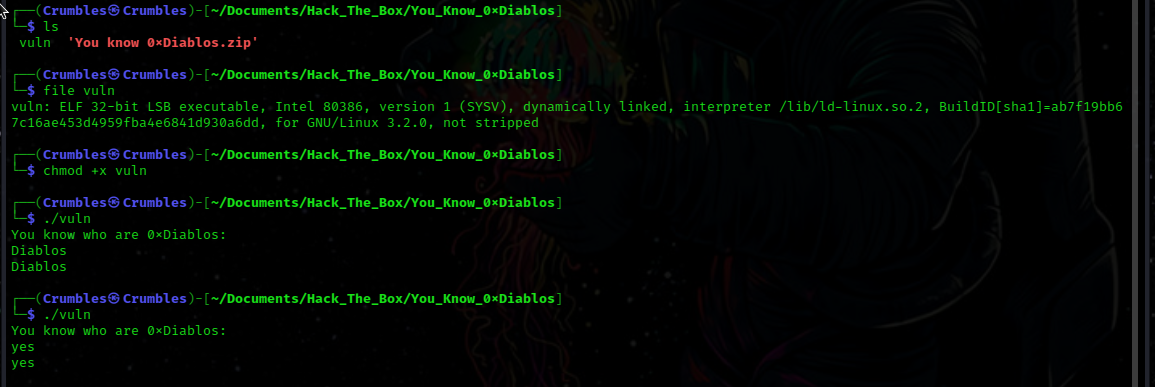 ┌──(Crumbles㉿Crumbles)-[~/Documents/Hack_The_Box/You_Know_0×Diablos]
└─$ ls
vuln  'You know 0×Diablos.zip'
┌──(Crumbles㉿Crumbles)-[~/Documents/Hack_The_Box/You_Know_0×Diablos]
└─$ file vuln
vuln: ELF 32-bit LSB executable, Intel 80386, version 1 (SYSV), dynamically linked, interpreter /lib/ld-linux.so.2, BuildID[sha1]=ab7f19bb6
7c16ae453d4959fba4e6841d930a6dd, for GNU/Linux 3.2.0, not stripped
┌──(Crumbles㉿Crumbles)-[~/Documents/Hack_The_Box/You_Know_0×Diablos]
└─$ chmod +x vuln
┌──(Crumbles㉿Crumbles)-[~/Documents/Hack_The_Box/You_Know_0×Diablos]
└─$ ./vuln
You know who are 0×Diablos:
Diablos
Diablos
┌──(Crumbles㉿Crumbles)-[~/Documents/Hack_The_Box/You_Know_0×Diablos]
└─$ ./vuln
You know who are 0×Diablos:
yes
yes